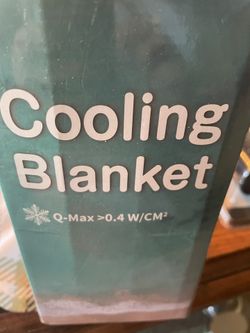 Cooling
Blanket
Q-Max >0.4 W/CM²